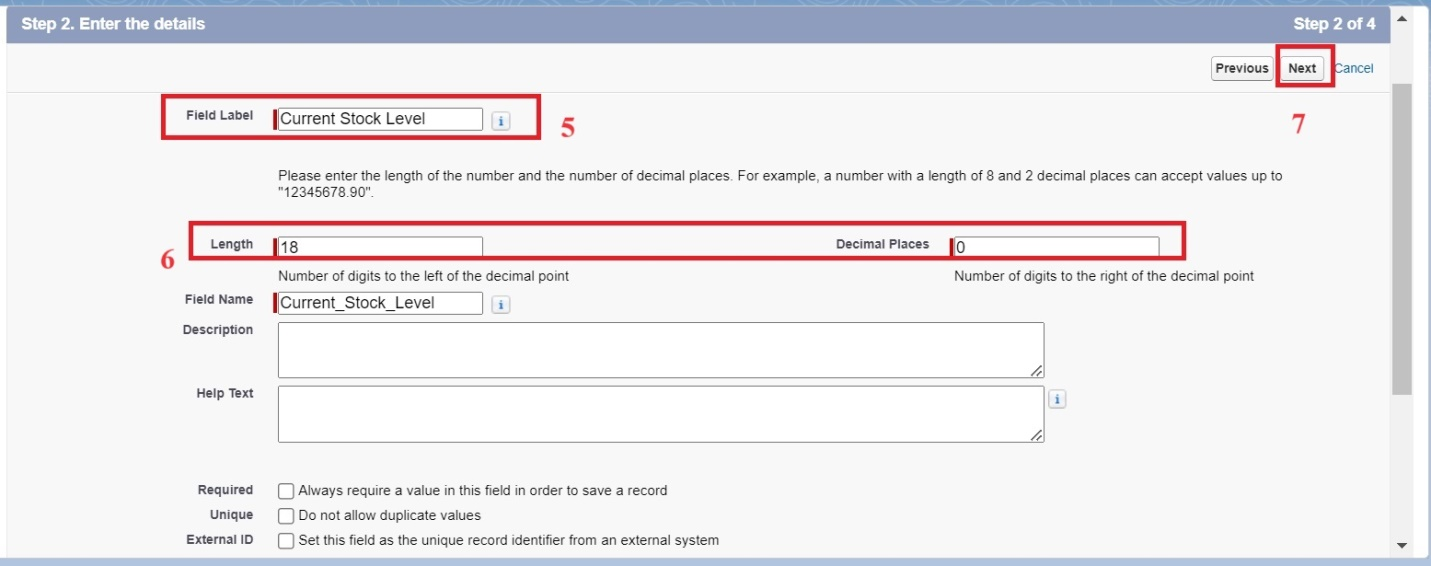 Step 2. Enter the details Step 2 of 4
Previous Next Cancel
Field Label Current Stock Level i 5 7
Please enter the length of the number and the number of decimal places. For example, a number with a length of 8 and 2 decimal places can accept values up to
"12345678.90".
6 Length 18 Decimal Places 0
Number of digits to the left of the decimal point Number of digits to the right of the decimal point
Field Name Current_Stock_Level i
Description
Help Text i
Required Always require a value in this field in order to save a record
Unique Do not allow duplicate values
External ID Set this field as the unique record identifier from an external system